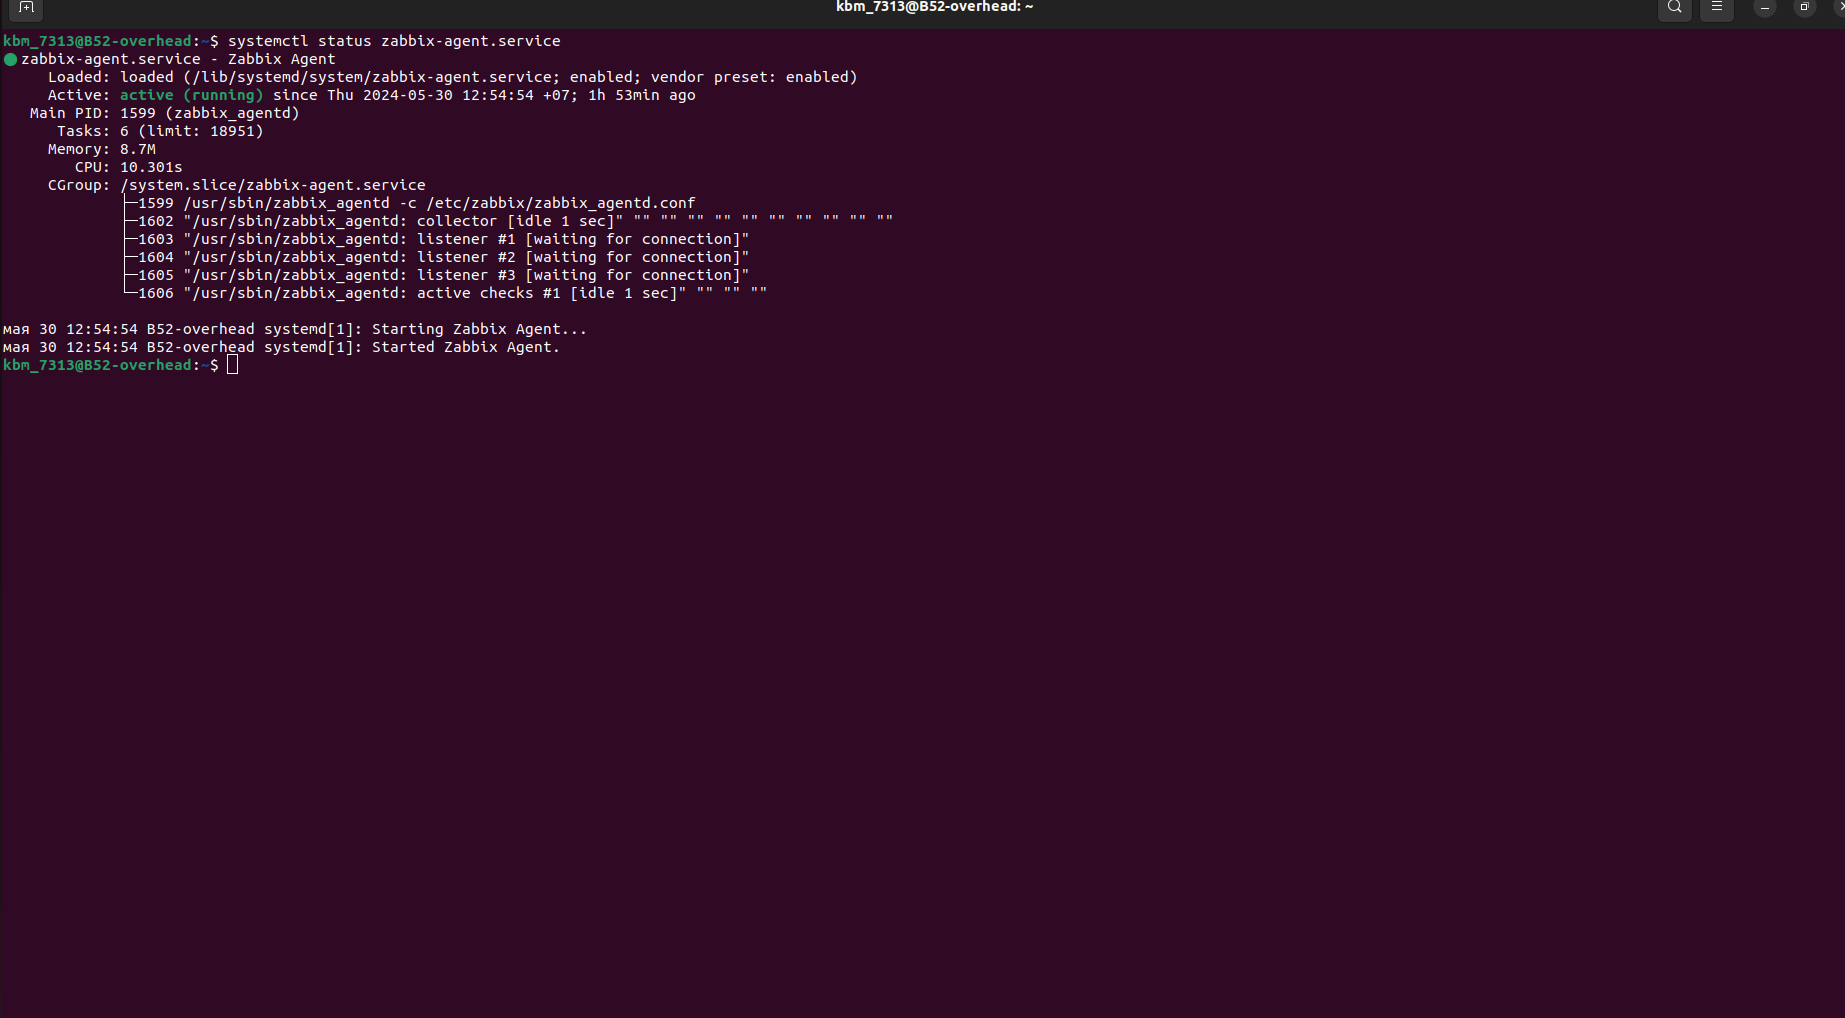 kbm_7313@B52-overhead: ~
kbm_7313@B52-overhead:~$ systemctl status zabbix-agent.service
● zabbix-agent.service - Zabbix Agent
     Loaded: loaded (/lib/systemd/system/zabbix-agent.service; enabled; vendor preset: enabled)
     Active: active (running) since Thu 2024-05-30 12:54:54 +07; 1h 53min ago
   Main PID: 1599 (zabbix_agentd)
      Tasks: 6 (limit: 18951)
     Memory: 8.7M
        CPU: 10.301s
     CGroup: /system.slice/zabbix-agent.service
             ├─1599 /usr/sbin/zabbix_agentd -c /etc/zabbix/zabbix_agentd.conf
             ├─1602 "/usr/sbin/zabbix_agentd: collector [idle 1 sec]" "" "" "" "" "" "" "" "" "" ""
             ├─1603 "/usr/sbin/zabbix_agentd: listener #1 [waiting for connection]"
             ├─1604 "/usr/sbin/zabbix_agentd: listener #2 [waiting for connection]"
             ├─1605 "/usr/sbin/zabbix_agentd: listener #3 [waiting for connection]"
             └─1606 "/usr/sbin/zabbix_agentd: active checks #1 [idle 1 sec]" "" "" ""
мая 30 12:54:54 B52-overhead systemd[1]: Starting Zabbix Agent...
мая 30 12:54:54 B52-overhead systemd[1]: Started Zabbix Agent.
kbm_7313@B52-overhead:~$